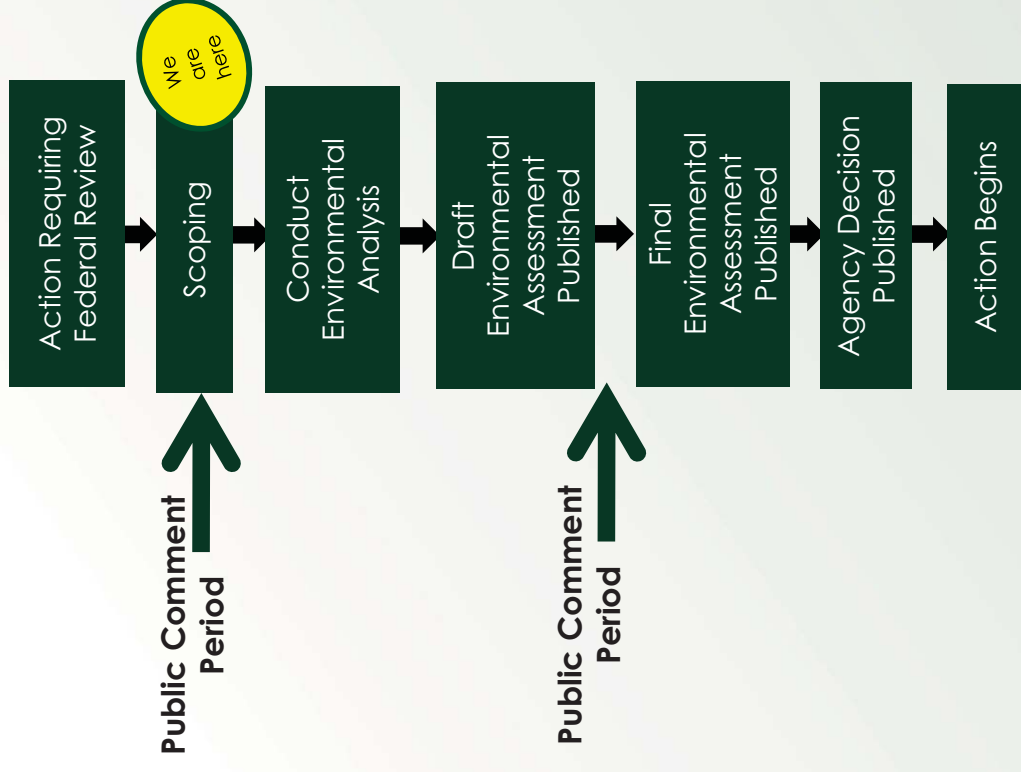 Action Requiring
Federal Review
We
are
here
Scoping
Public Comment
Period
Conduct
Environmental
Analysis
Draft
Environmental
Assessment
Published
Public Comment
Period
Final
Environmental
Assessment
Published
Agency Decision
Published
Action Begins